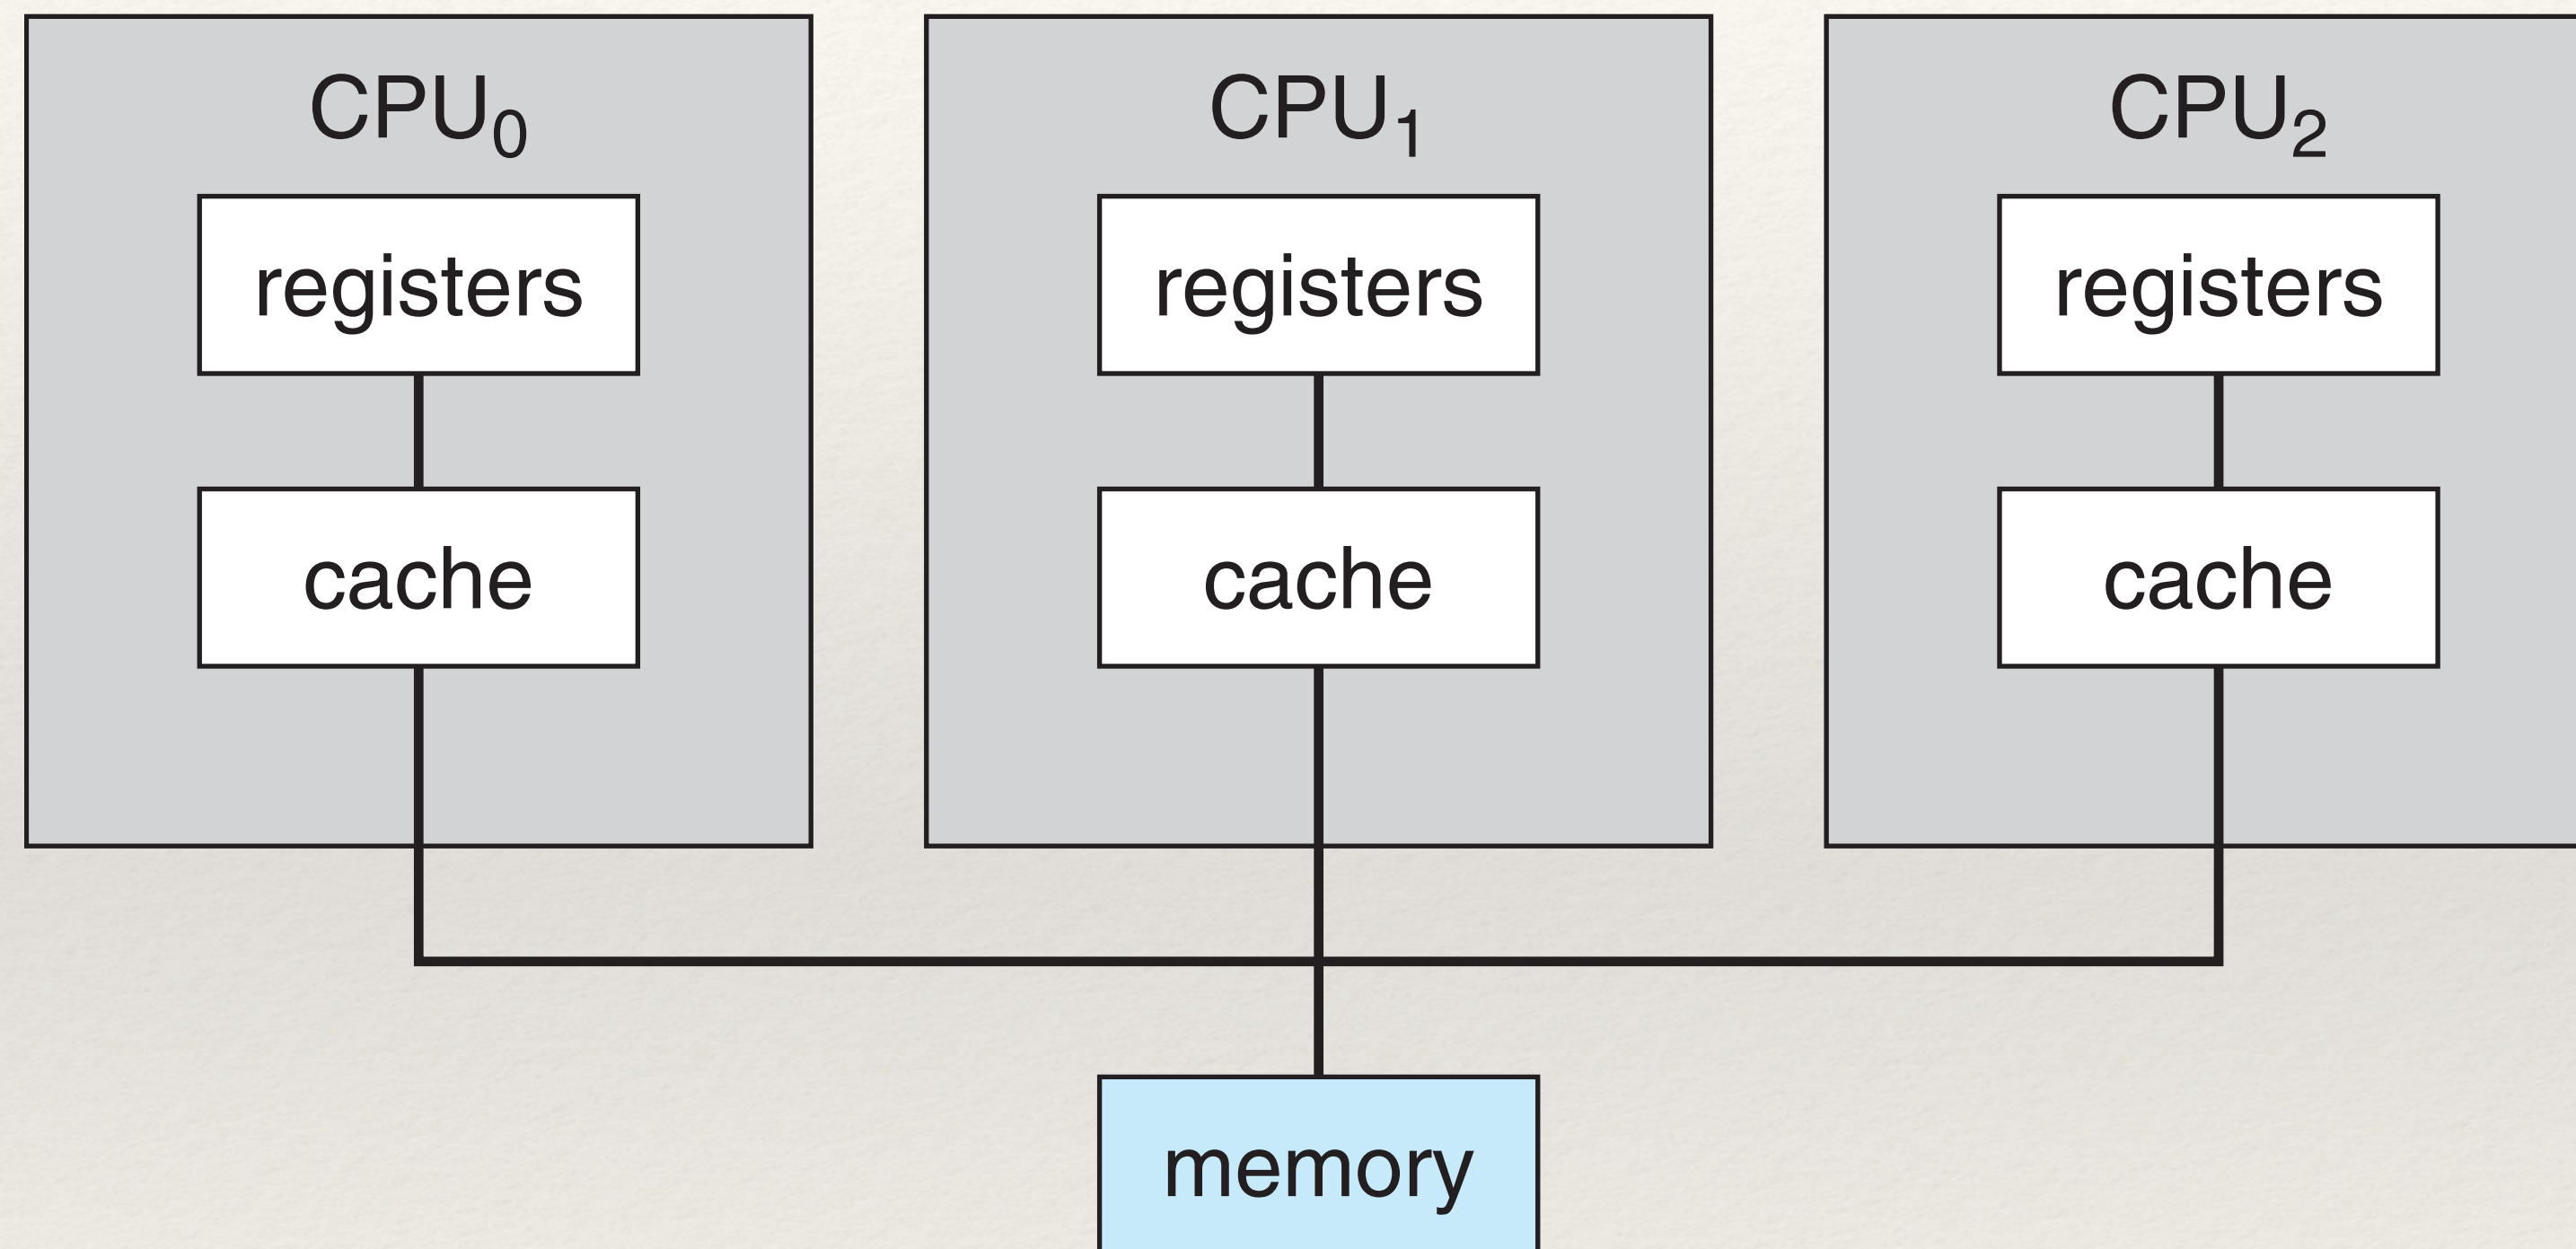 CPU₀ CPU₁ CPU₂
registers registers registers
cache cache cache
memory